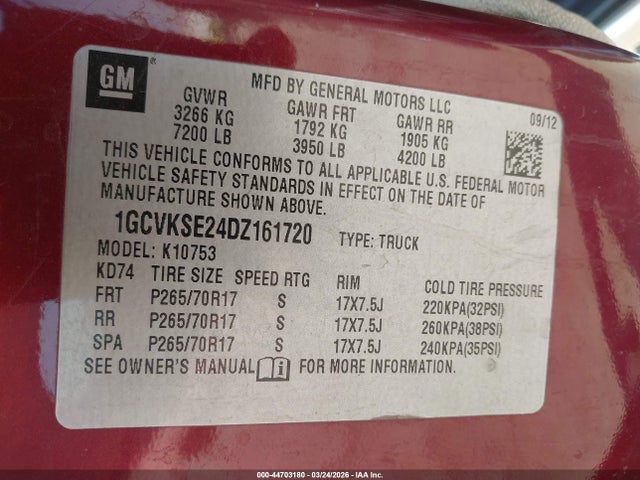 GM
MFD BY GENERAL MOTORS LLC
GVWR GAWR FRT GAWR RR 09/12
3266 KG 1792 KG 1905 KG
7200 LB 3950 LB 4200 LB
THIS VEHICLE CONFORMS TO ALL APPLICABLE U.S. FEDERAL MOTOR
VEHICLE SAFETY STANDARDS IN EFFECT ON THE DATE OF
MANUFACTURE SHOWN ABOVE.
1GCVKSE24DZ161720 TYPE: TRUCK
MODEL: K10753
KD74 TIRE SIZE SPEED RTG RIM COLD TIRE PRESSURE
FRT P265/70R17 S 17X7.5J 220KPA(32PSI)
RR P265/70R17 S 17X7.5J 260KPA(38PSI)
SPA P265/70R17 S 17X7.5J 240KPA(35PSI)
SEE OWNER'S MANUAL i FOR MORE INFORMATION.
000-44703180 - 03/24/2026 - IAA Inc.